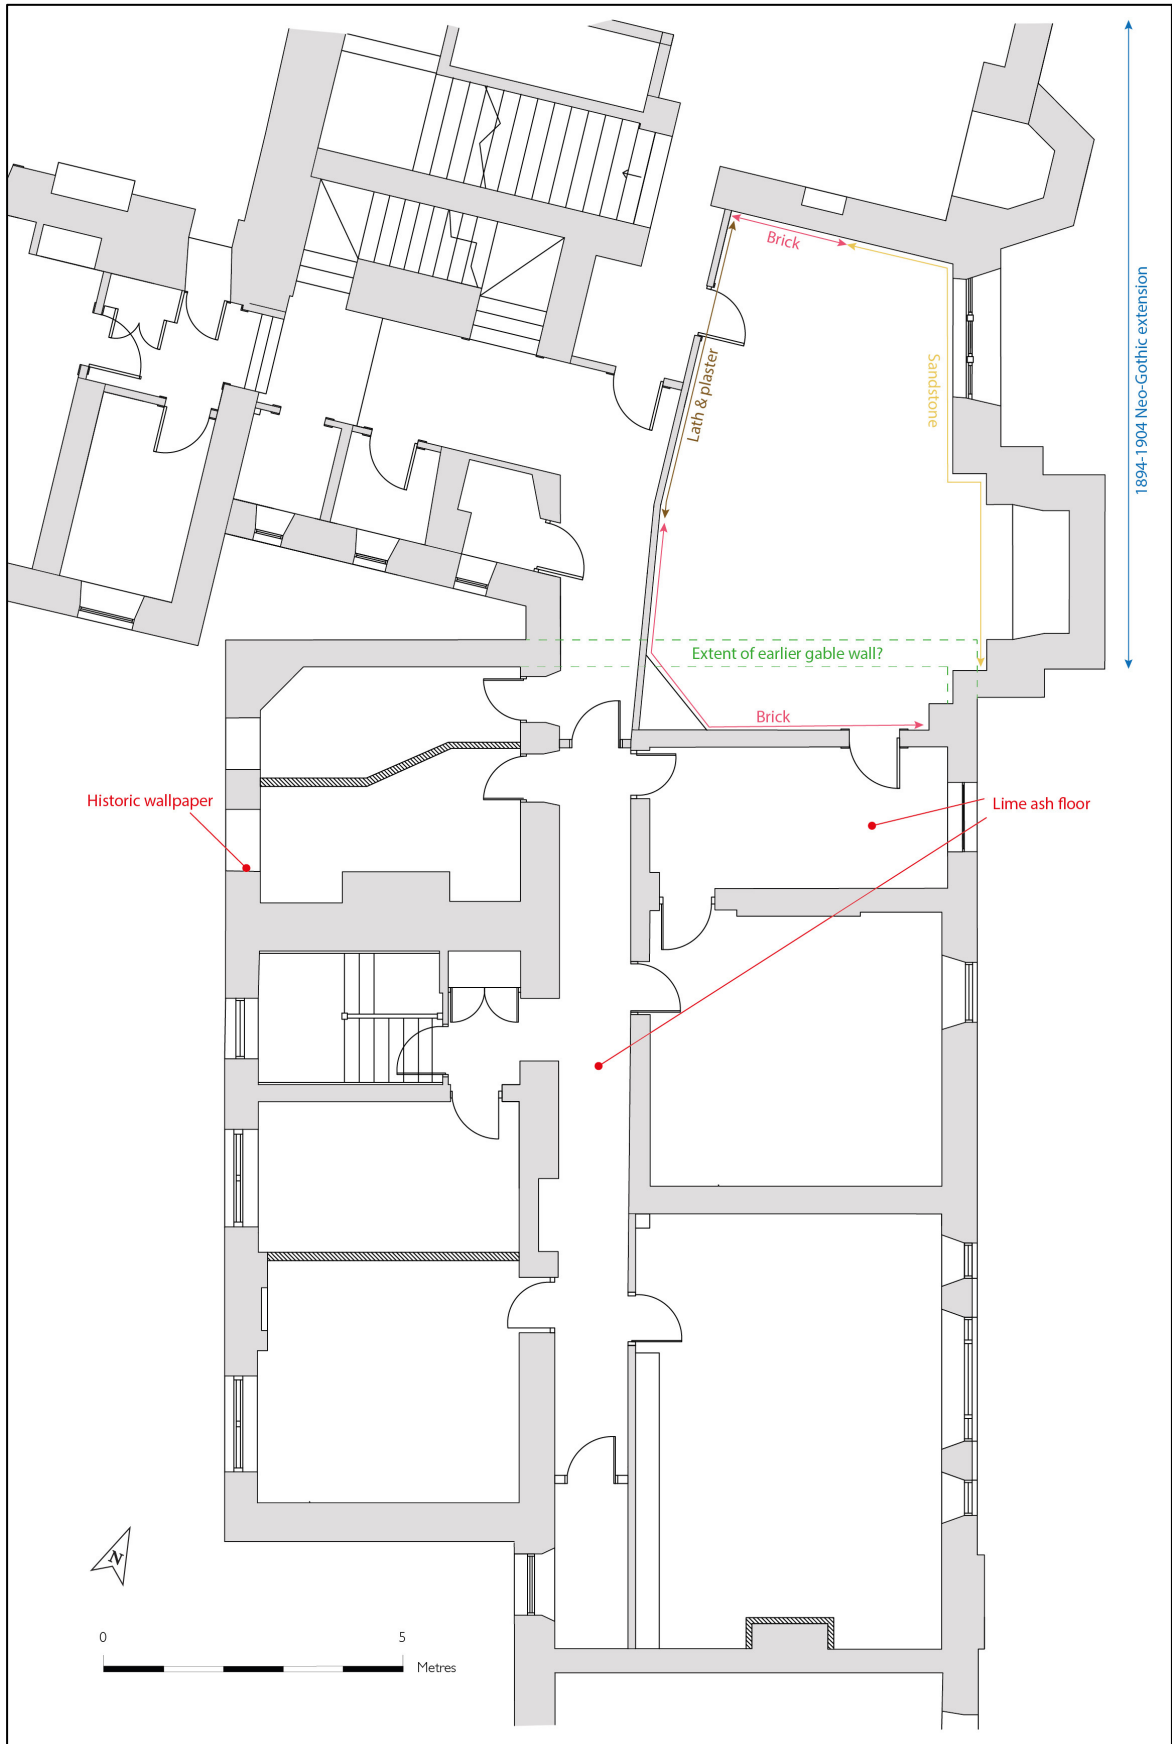 Brick
Lath & plaster
Sandstone
1894-1904 Neo-Gothic extension
Extent of earlier gable wall?
Brick
Historic wallpaper
Lime ash floor
N
0 5
Metres